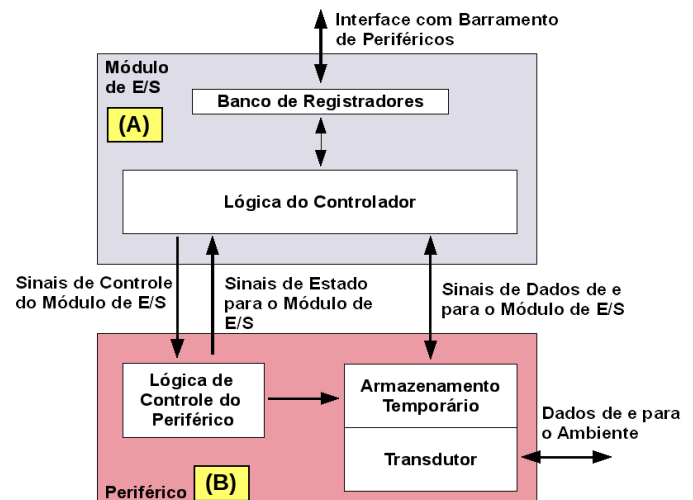 Interface com Barramento
de Periféricos
Módulo
de E/S
(A)
Banco de Registradores
Lógica do Controlador
Sinais de Controle
do Módulo de E/S
Sinais de Estado
para o Módulo de
E/S
Sinais de Dados de e
para o Módulo de E/S
Lógica de
Controle do
Periférico
Armazenamento
Temporário
Transdutor
Dados de e para
o Ambiente
Periférico
(B)